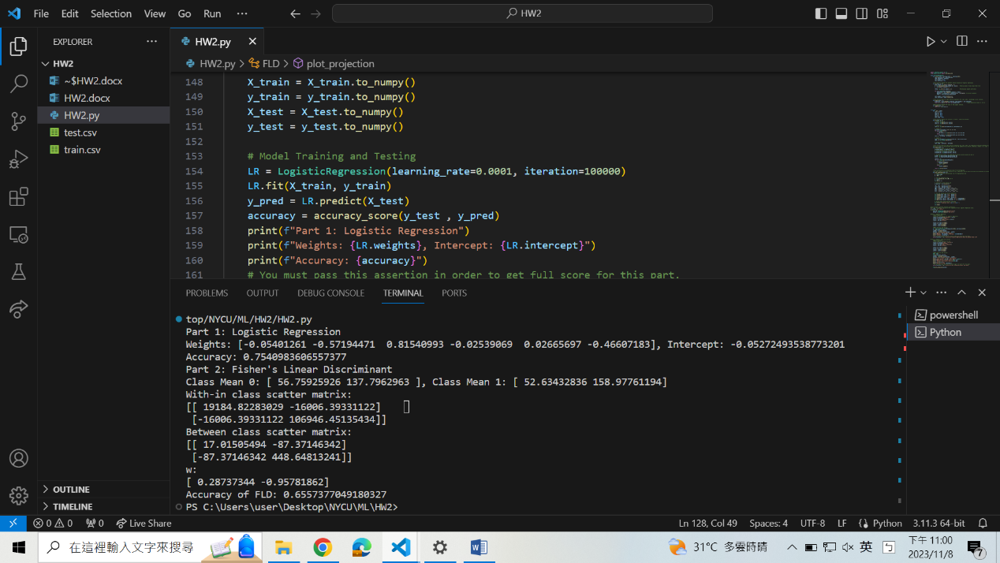 File Edit Selection View Go Run ··· HW2
EXPLORER ···
HW2
~$HW2.docx
HW2.docx
HW2.py
test.csv
train.csv
OUTLINE
TIMELINE
HW2.py
HW2.py > FLD > plot_projection
148 X_train = X_train.to_numpy()
149 y_train = y_train.to_numpy()
150 X_test = X_test.to_numpy()
151 y_test = y_test.to_numpy()
152
153 # Model Training and Testing
154 LR = LogisticRegression(learning_rate=0.0001, iteration=100000)
155 LR.fit(X_train, y_train)
156 y_pred = LR.predict(X_test)
157 accuracy = accuracy_score(y_test , y_pred)
158 print(f"Part 1: Logistic Regression")
159 print(f"Weights: {LR.weights}, Intercept: {LR.intercept}")
160 print(f"Accuracy: {accuracy}")
161 # You must pass this assertion in order to get full score for this part.
PROBLEMS OUTPUT DEBUG CONSOLE TERMINAL PORTS
top/NYCU/ML/HW2/HW2.py
Part 1: Logistic Regression
Weights: [-0.05401261 -0.57194471  0.81540993 -0.02539069  0.02665697 -0.46607183], Intercept: -0.05272493538773201
Accuracy: 0.7540983606557377
Part 2: Fisher's Linear Discriminant
Class Mean 0: [ 56.75925926 137.7962963 ], Class Mean 1: [ 52.63432836 158.97761194]
With-in class scatter matrix:
[[ 19184.82283029 -16006.39331122]
 [-16006.39331122 106946.45135434]]
Between class scatter matrix:
[[ 17.01505494 -87.37146342]
 [-87.37146342 448.64813241]]
w:
[ 0.28737344 -0.95781862]
Accuracy of FLD: 0.6557377049180327
PS C:\Users\user\Desktop\NYCU\ML\HW2>
powershell
Python
0 0 0 Live Share Ln 128, Col 49 Spaces: 4 UTF-8 LF Python 3.11.3 64-bit
在這裡輸入文字來搜尋 31°C 多雲時晴 英 下午 11:00
2023/11/8 7